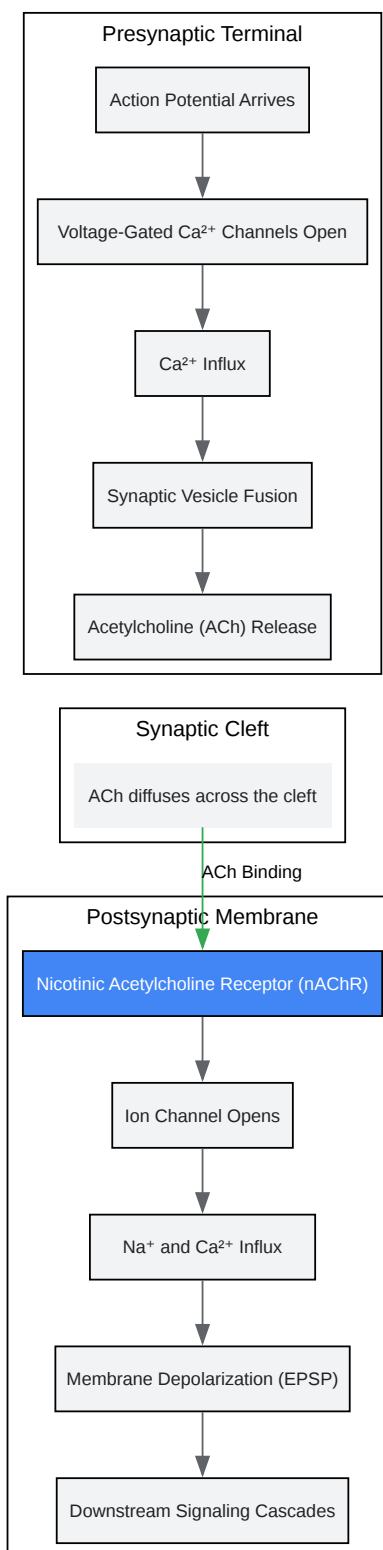 Presynaptic Terminal
Action Potential Arrives
Voltage-Gated Ca²⁺ Channels Open
Ca²⁺ Influx
Synaptic Vesicle Fusion
Acetylcholine (ACh) Release
Synaptic Cleft
ACh diffuses across the cleft
ACh Binding
Postsynaptic Membrane
Nicotinic Acetylcholine Receptor (nAChR)
Ion Channel Opens
Na⁺ and Ca²⁺ Influx
Membrane Depolarization (EPSP)
Downstream Signaling Cascades